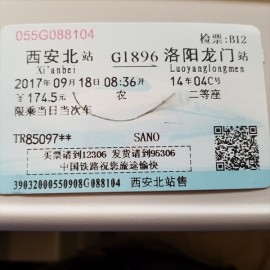 055G088104 检票:B12
西安北站 G1896 洛阳龙门站
Xi'anbei Luoyanglongmen
2017年09月18日08:36开 14车04C号
¥174.5元 农 二等座
限乘当日当次车
TR85097** SANO
买票请到12306 发货请到95306
中国铁路祝您旅途愉快
39032000550908G088104 西安北站售